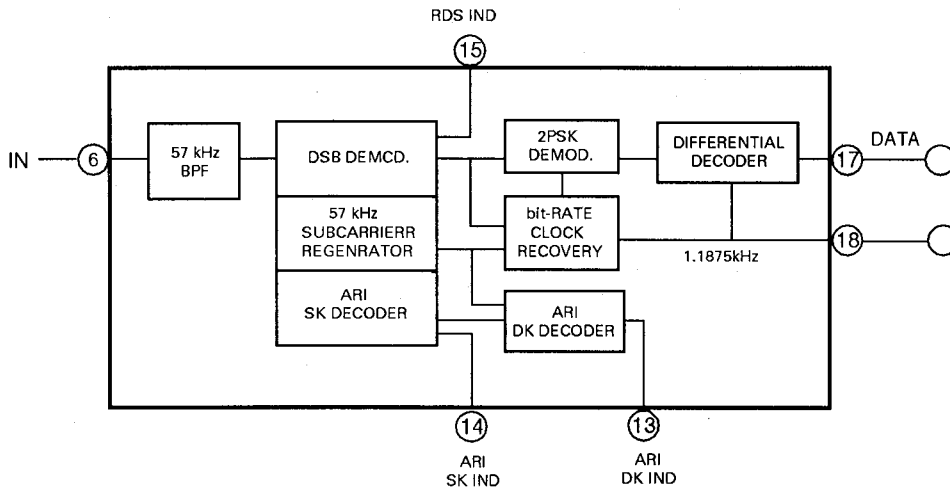 RDS IND
15
IN
6
57 kHz
BPF
DSB DEMCD.
57 kHz
SUBCARRIERR
REGENRATOR
ARI
SK DECODER
2PSK
DEMOD.
bit-RATE
CLOCK
RECOVERY
ARI
DK DECODER
DIFFERENTIAL
DECODER
1.1875kHz
17
DATA
18
14
ARI
SK IND
13
ARI
DK IND